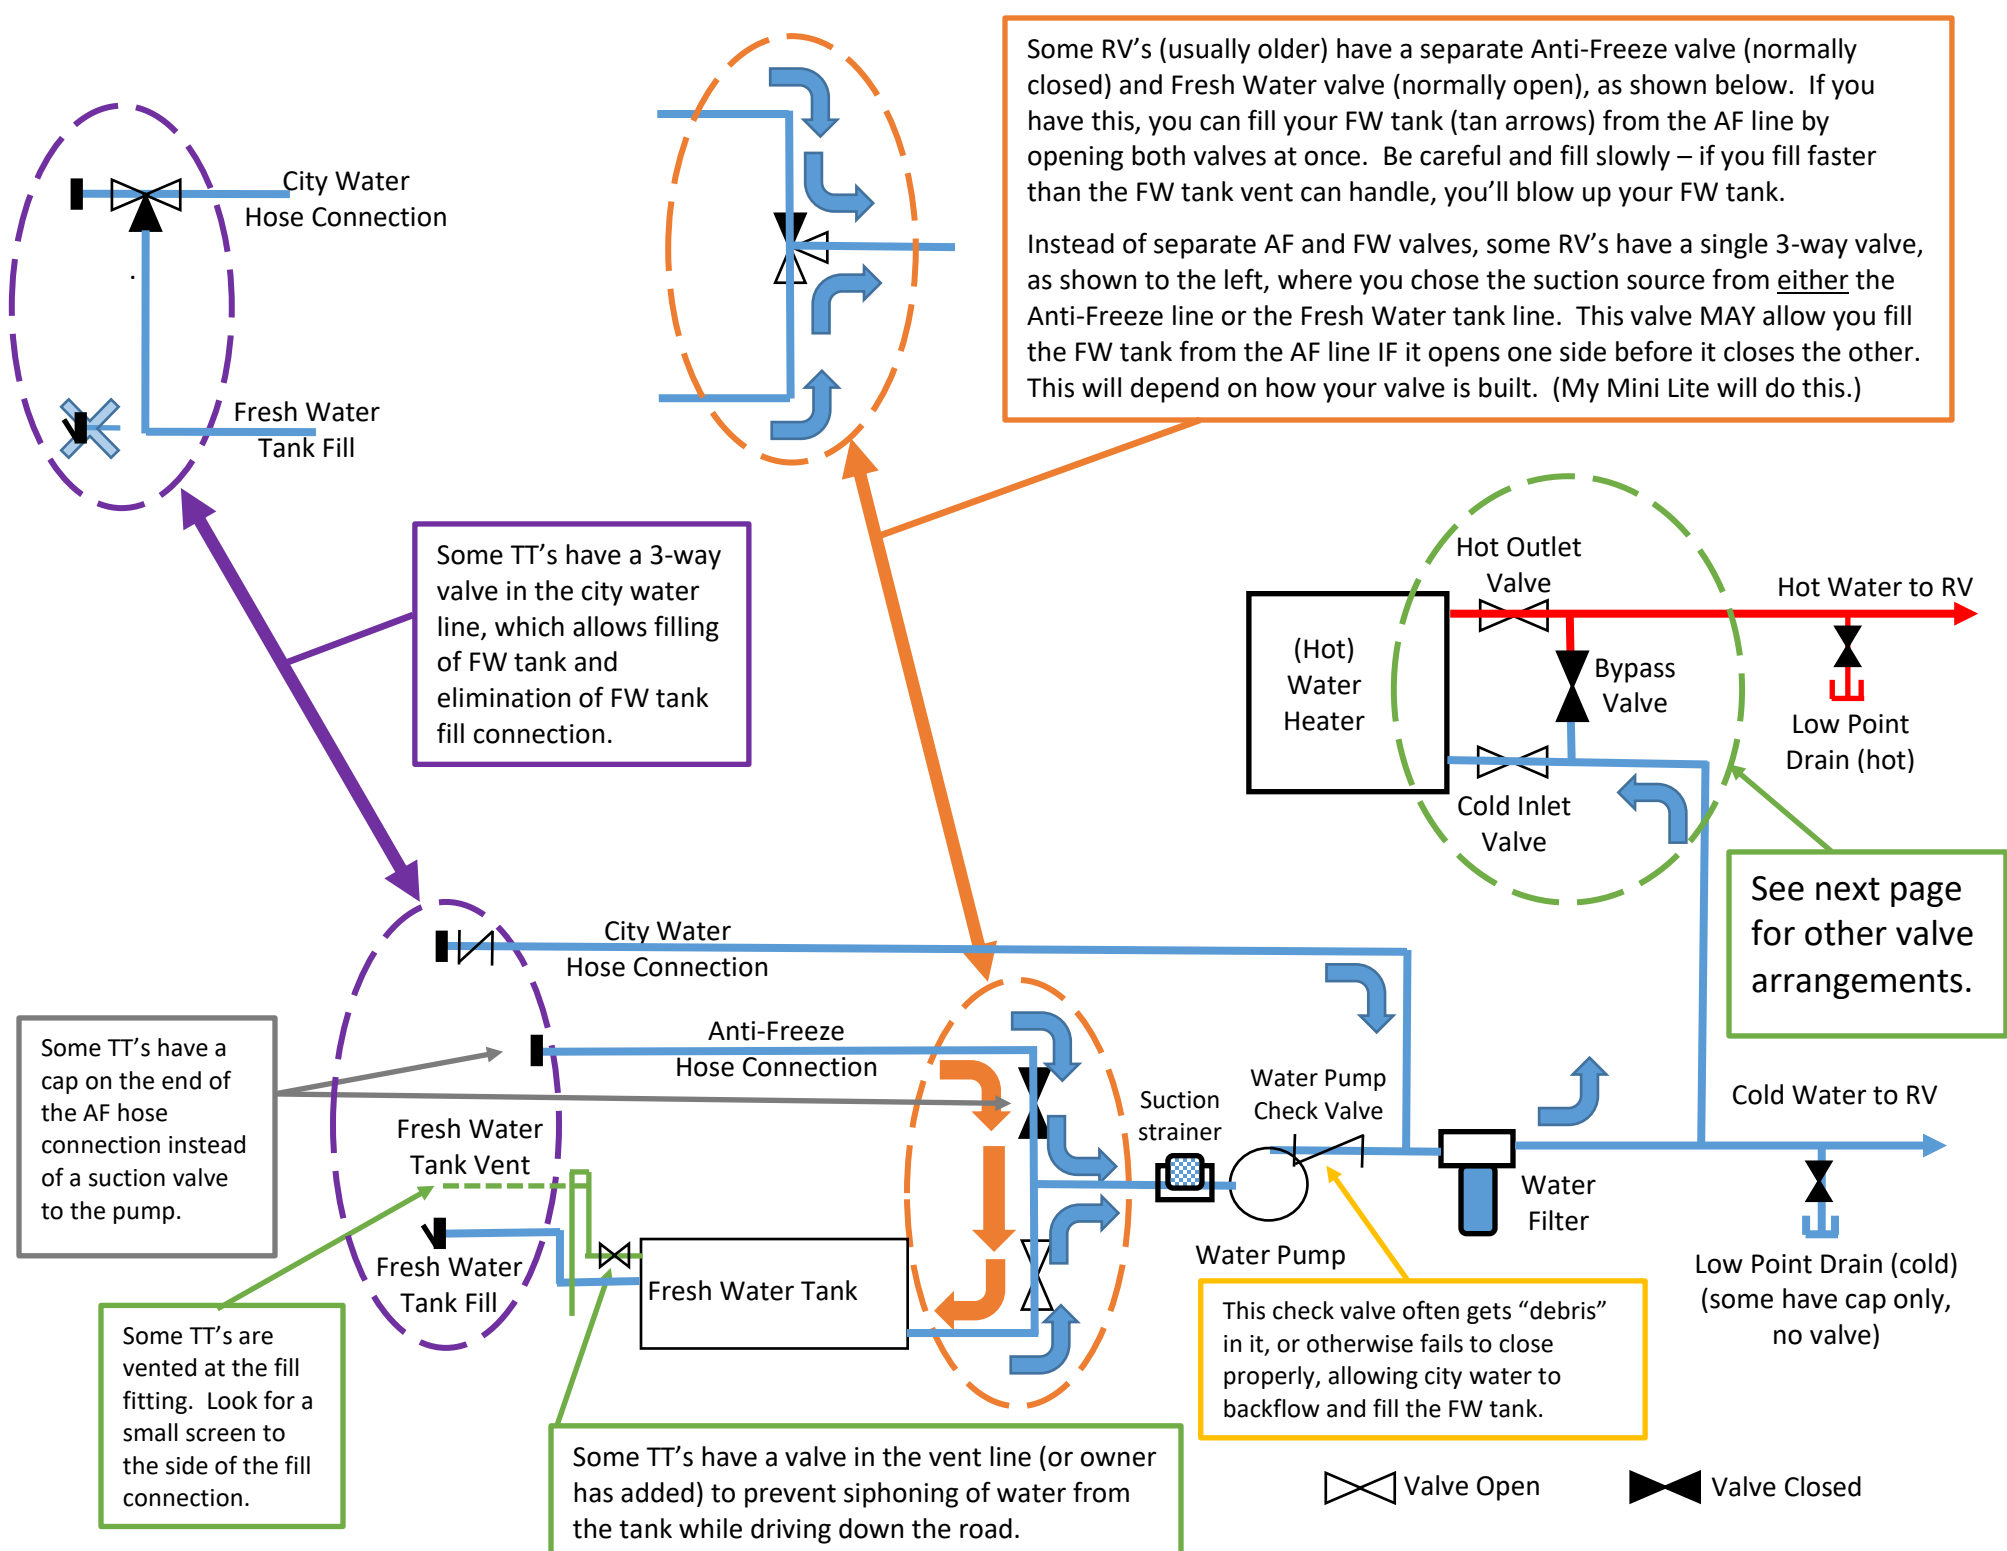 Some RV's (usually older) have a separate Anti-Freeze valve (normally
closed) and Fresh Water valve (normally open), as shown below.  If you
have this, you can fill your FW tank (tan arrows) from the AF line by
opening both valves at once.  Be careful and fill slowly – if you fill faster
than the FW tank vent can handle, you'll blow up your FW tank.
Instead of separate AF and FW valves, some RV's have a single 3-way valve,
as shown to the left, where you chose the suction source from either the
Anti-Freeze line or the Fresh Water tank line.  This valve MAY allow you fill
the FW tank from the AF line IF it opens one side before it closes the other.
This will depend on how your valve is built.  (My Mini Lite will do this.)
City Water
Hose Connection
.
Fresh Water
Tank Fill
Some TT's have a 3-way
valve in the city water
line, which allows filling
of FW tank and
elimination of FW tank
fill connection.
Hot Outlet
Valve
Hot Water to RV
(Hot)
Water
Heater
Bypass
Valve
Low Point
Drain (hot)
Cold Inlet
Valve
See next page
for other valve
arrangements.
City Water
Hose Connection
Anti-Freeze
Hose Connection
Some TT's have a
cap on the end of
the AF hose
connection instead
of a suction valve
to the pump.
Fresh Water
Tank Vent
Fresh Water
Tank Fill
Fresh Water Tank
Suction
strainer
Water Pump
Check Valve
Water Pump
Water
Filter
Cold Water to RV
Low Point Drain (cold)
(some have cap only,
no valve)
Some TT's are
vented at the fill
fitting.  Look for a
small screen to
the side of the fill
connection.
This check valve often gets “debris”
in it, or otherwise fails to close
properly, allowing city water to
backflow and fill the FW tank.
Some TT's have a valve in the vent line (or owner
has added) to prevent siphoning of water from
the tank while driving down the road.
Valve Open
Valve Closed